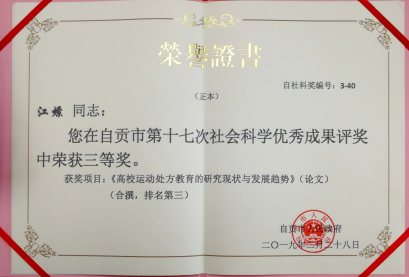 榮譽證書
自社科奖编号：3-40
（正本）
江嫘 同志：
您在自贡市第十七次社会科学优秀成果评奖
中荣获三等奖。
获奖项目：《高校运动处方教育的研究现状与发展趋势》（论文）
（合撰，排名第三）
自贡市人民政府
二〇一九年二月二十八日